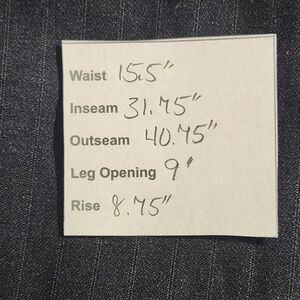 Waist 15.5"
Inseam 31.75"
Outseam 40.75"
Leg Opening 9'
Rise 8.75"